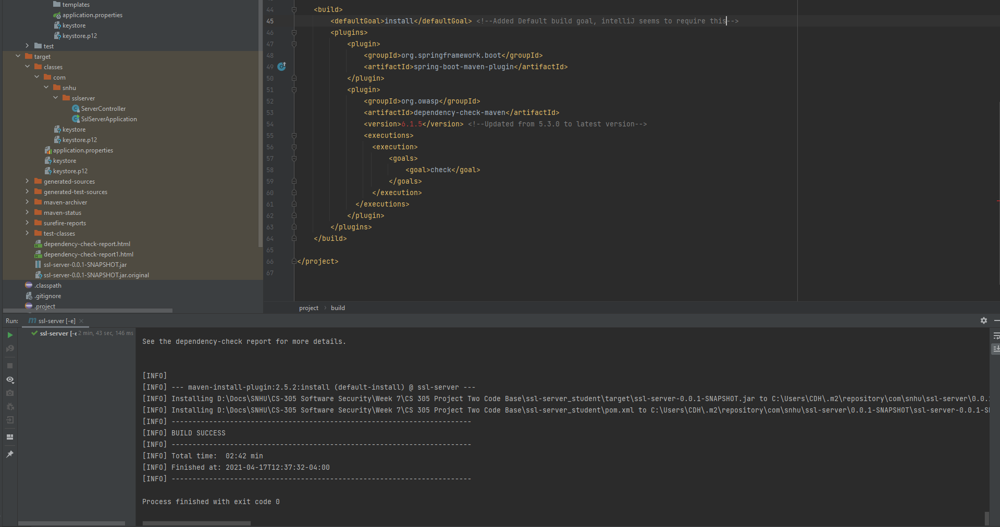 templates
application.properties
keystore
keystore.p12
test
target
classes
com
snhu
sslserver
ServerController
SslServerApplication
keystore
keystore.p12
application.properties
keystore
keystore.p12
generated-sources
generated-test-sources
maven-archiver
maven-status
surefire-reports
test-classes
dependency-check-report.html
dependency-check-report1.html
ssl-server-0.0.1-SNAPSHOT.jar
ssl-server-0.0.1-SNAPSHOT.jar.original
.classpath
.gitignore
.project
44 <build>
45 <defaultGoal>install</defaultGoal> <!--Added Default build goal, intelliJ seems to require this-->
46 <plugins>
47 <plugin>
48 <groupId>org.springframework.boot</groupId>
49 <artifactId>spring-boot-maven-plugin</artifactId>
50 </plugin>
51 <plugin>
52 <groupId>org.owasp</groupId>
53 <artifactId>dependency-check-maven</artifactId>
54 <version>6.1.5</version> <!--Updated from 5.3.0 to latest version-->
55 <executions>
56 <execution>
57 <goals>
58 <goal>check</goal>
59 </goals>
60 </execution>
61 </executions>
62 </plugin>
63 </plugins>
64 </build>
65
66 </project>
67
project > build
Run: ssl-server [-e]
ssl-server [-e 2 min, 43 sec, 146 ms
See the dependency-check report for more details.
[INFO]
[INFO] --- maven-install-plugin:2.5.2:install (default-install) @ ssl-server ---
[INFO] Installing D:\Docs\SNHU\CS-305 Software Security\Week 7\CS 305 Project Two Code Base\ssl-server_student\target\ssl-server-0.0.1-SNAPSHOT.jar to C:\Users\CDH\.m2\repository\com\snhu\ssl-server\0.0.
[INFO] Installing D:\Docs\SNHU\CS-305 Software Security\Week 7\CS 305 Project Two Code Base\ssl-server_student\pom.xml to C:\Users\CDH\.m2\repository\com\snhu\ssl-server\0.0.1-SNAPSHOT\ssl-server-0.0.1-S
[INFO] ------------------------------------------------------------------------
[INFO] BUILD SUCCESS
[INFO] ------------------------------------------------------------------------
[INFO] Total time:  02:42 min
[INFO] Finished at: 2021-04-17T12:37:32-04:00
[INFO] ------------------------------------------------------------------------
Process finished with exit code 0